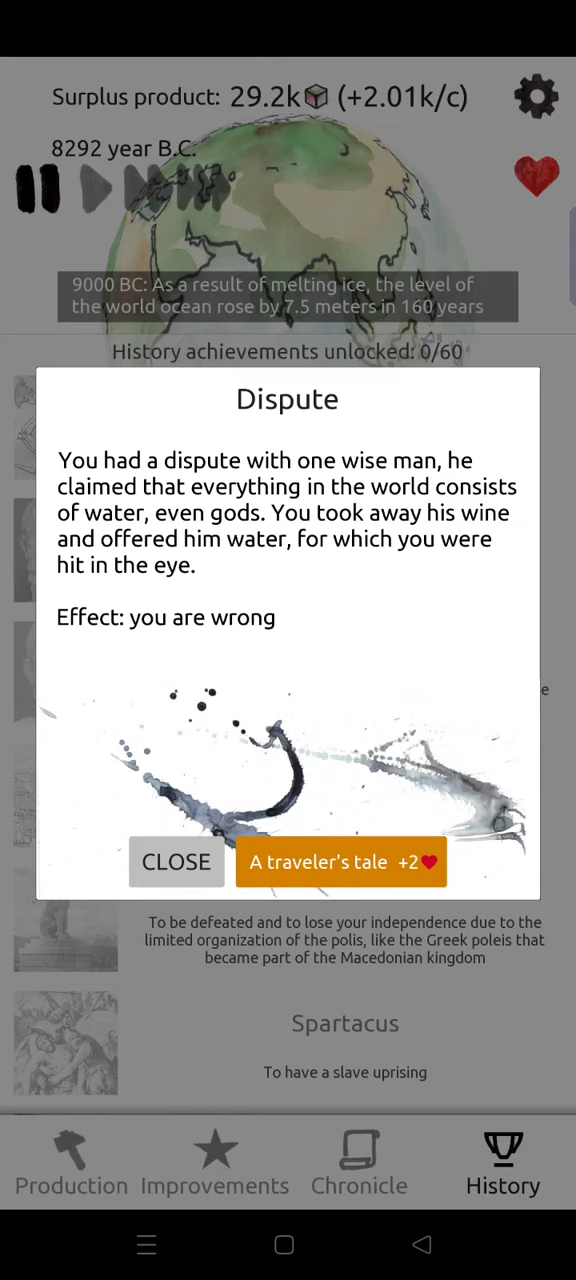 Surplus product: 29.2k (+2.01k/c)
8292 year B.C.
9000 BC: As a result of melting ice, the level of
the world ocean rose by 7.5 meters in 160 years
History achievements unlocked: 0/60
Dispute
You had a dispute with one wise man, he
claimed that everything in the world consists
of water, even gods. You took away his wine
and offered him water, for which you were
hit in the eye.
Effect: you are wrong
CLOSE
A traveler's tale +2
To be defeated and to lose your independence due to the
limited organization of the polis, like the Greek poleis that
became part of the Macedonian kingdom
Spartacus
To have a slave uprising
Production
Improvements
Chronicle
History